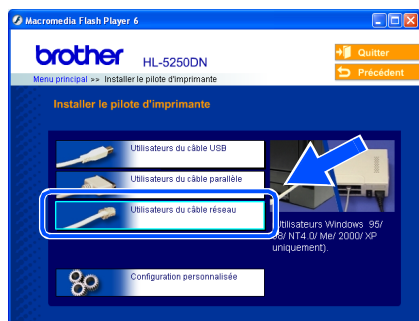 Macromedia Flash Player 6
brother
HL-5250DN
Quitter
Précédent
Menu principal >> Installer le pilote d'imprimante
Installer le pilote d'imprimante
Utilisateurs du câble USB
Utilisateurs du câble parallèle
Utilisateurs du câble réseau
Utilisateurs Windows 95/
98/ NT4.0/ Me/ 2000/ XP
uniquement).
Configuration personnalisée